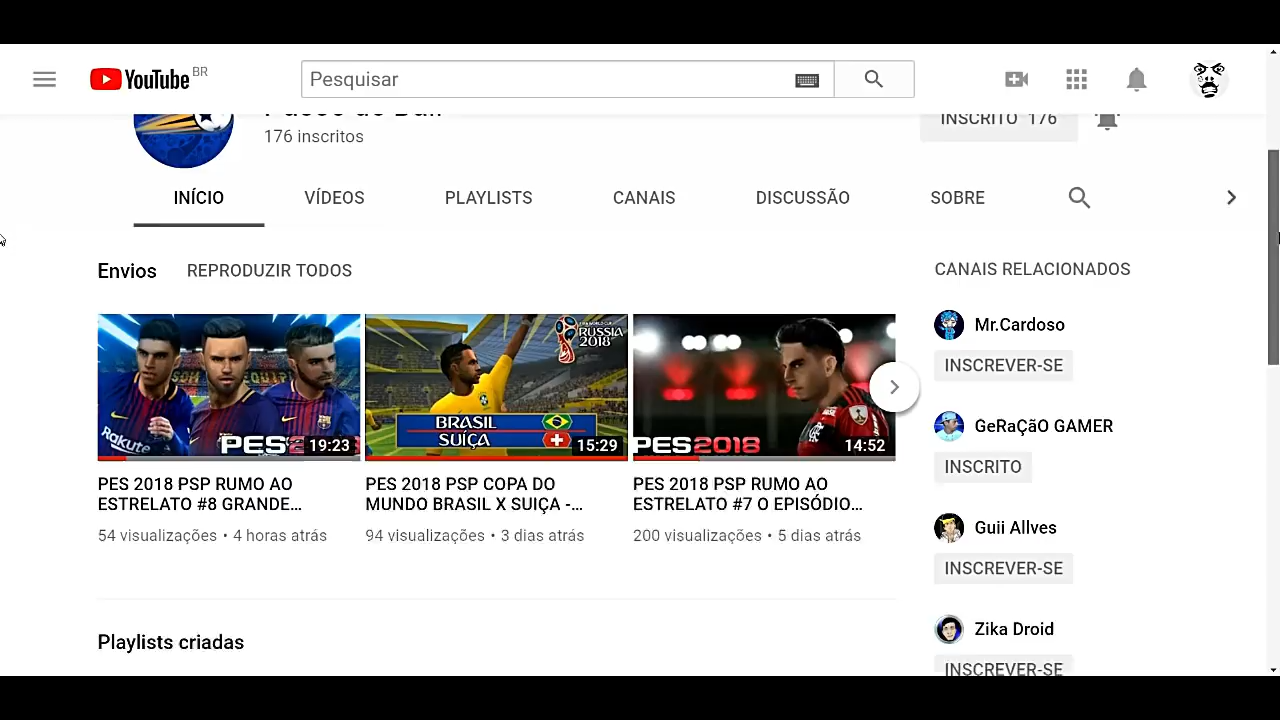 YouTube BR
Pesquisar
176 inscritos
INSCRITO 176
INÍCIO VÍDEOS PLAYLISTS CANAIS DISCUSSÃO SOBRE
Envios REPRODUZIR TODOS
CANAIS RELACIONADOS
Rakuten
PES 2
19:23
RUSSIA
2018
BRASIL
SUÍÇA
15:29
PES2018
14:52
PES 2018 PSP RUMO AO
ESTRELATO #8 GRANDE...
54 visualizações • 4 horas atrás
PES 2018 PSP COPA DO
MUNDO BRASIL X SUIÇA -...
94 visualizações • 3 dias atrás
PES 2018 PSP RUMO AO
ESTRELATO #7 O EPISÓDIO...
200 visualizações • 5 dias atrás
Mr.Cardoso
INSCREVER-SE
GeRaÇãO GAMER
INSCRITO
Guii Allves
INSCREVER-SE
Zika Droid
INSCREVER-SE
Playlists criadas